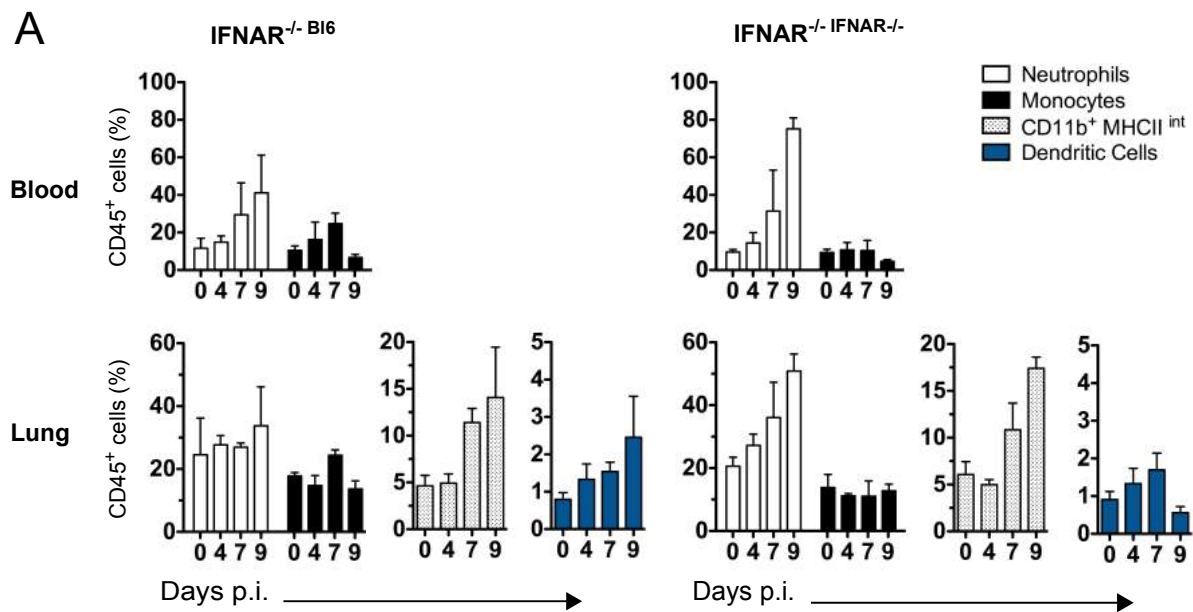 A
IFNAR-/- Bl6
IFNAR-/- IFNAR-/-
Neutrophils
Monocytes
CD11b+ MHCII int
Dendritic Cells
Blood
CD45+ cells (%)
100
80
60
40
20
0
0 4 7 9 0 4 7 9
CD45+ cells (%)
100
80
60
40
20
0
0 4 7 9 0 4 7 9
Lung
CD45+ cells (%)
60
40
20
0
0 4 7 9 0 4 7 9
20
15
10
5
0
0 4 7 9
5
4
3
2
1
0
0 4 7 9
CD45+ cells (%)
60
40
20
0
0 4 7 9 0 4 7 9
20
15
10
5
0
0 4 7 9
5
4
3
2
1
0
0 4 7 9
Days p.i.
Days p.i.